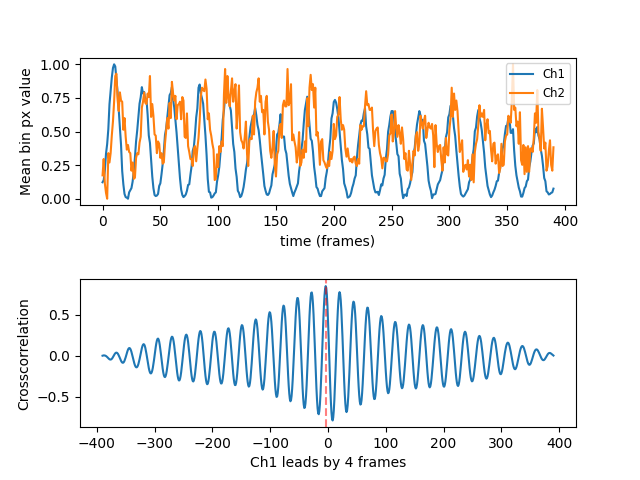 1.00
0.75
0.50
0.25
0.00
Mean bin px value
Ch1
Ch2
0 50 100 150 200 250 300 350 400
time (frames)
0.5
0.0
−0.5
Crosscorrelation
−400 −300 −200 −100 0 100 200 300 400
Ch1 leads by 4 frames